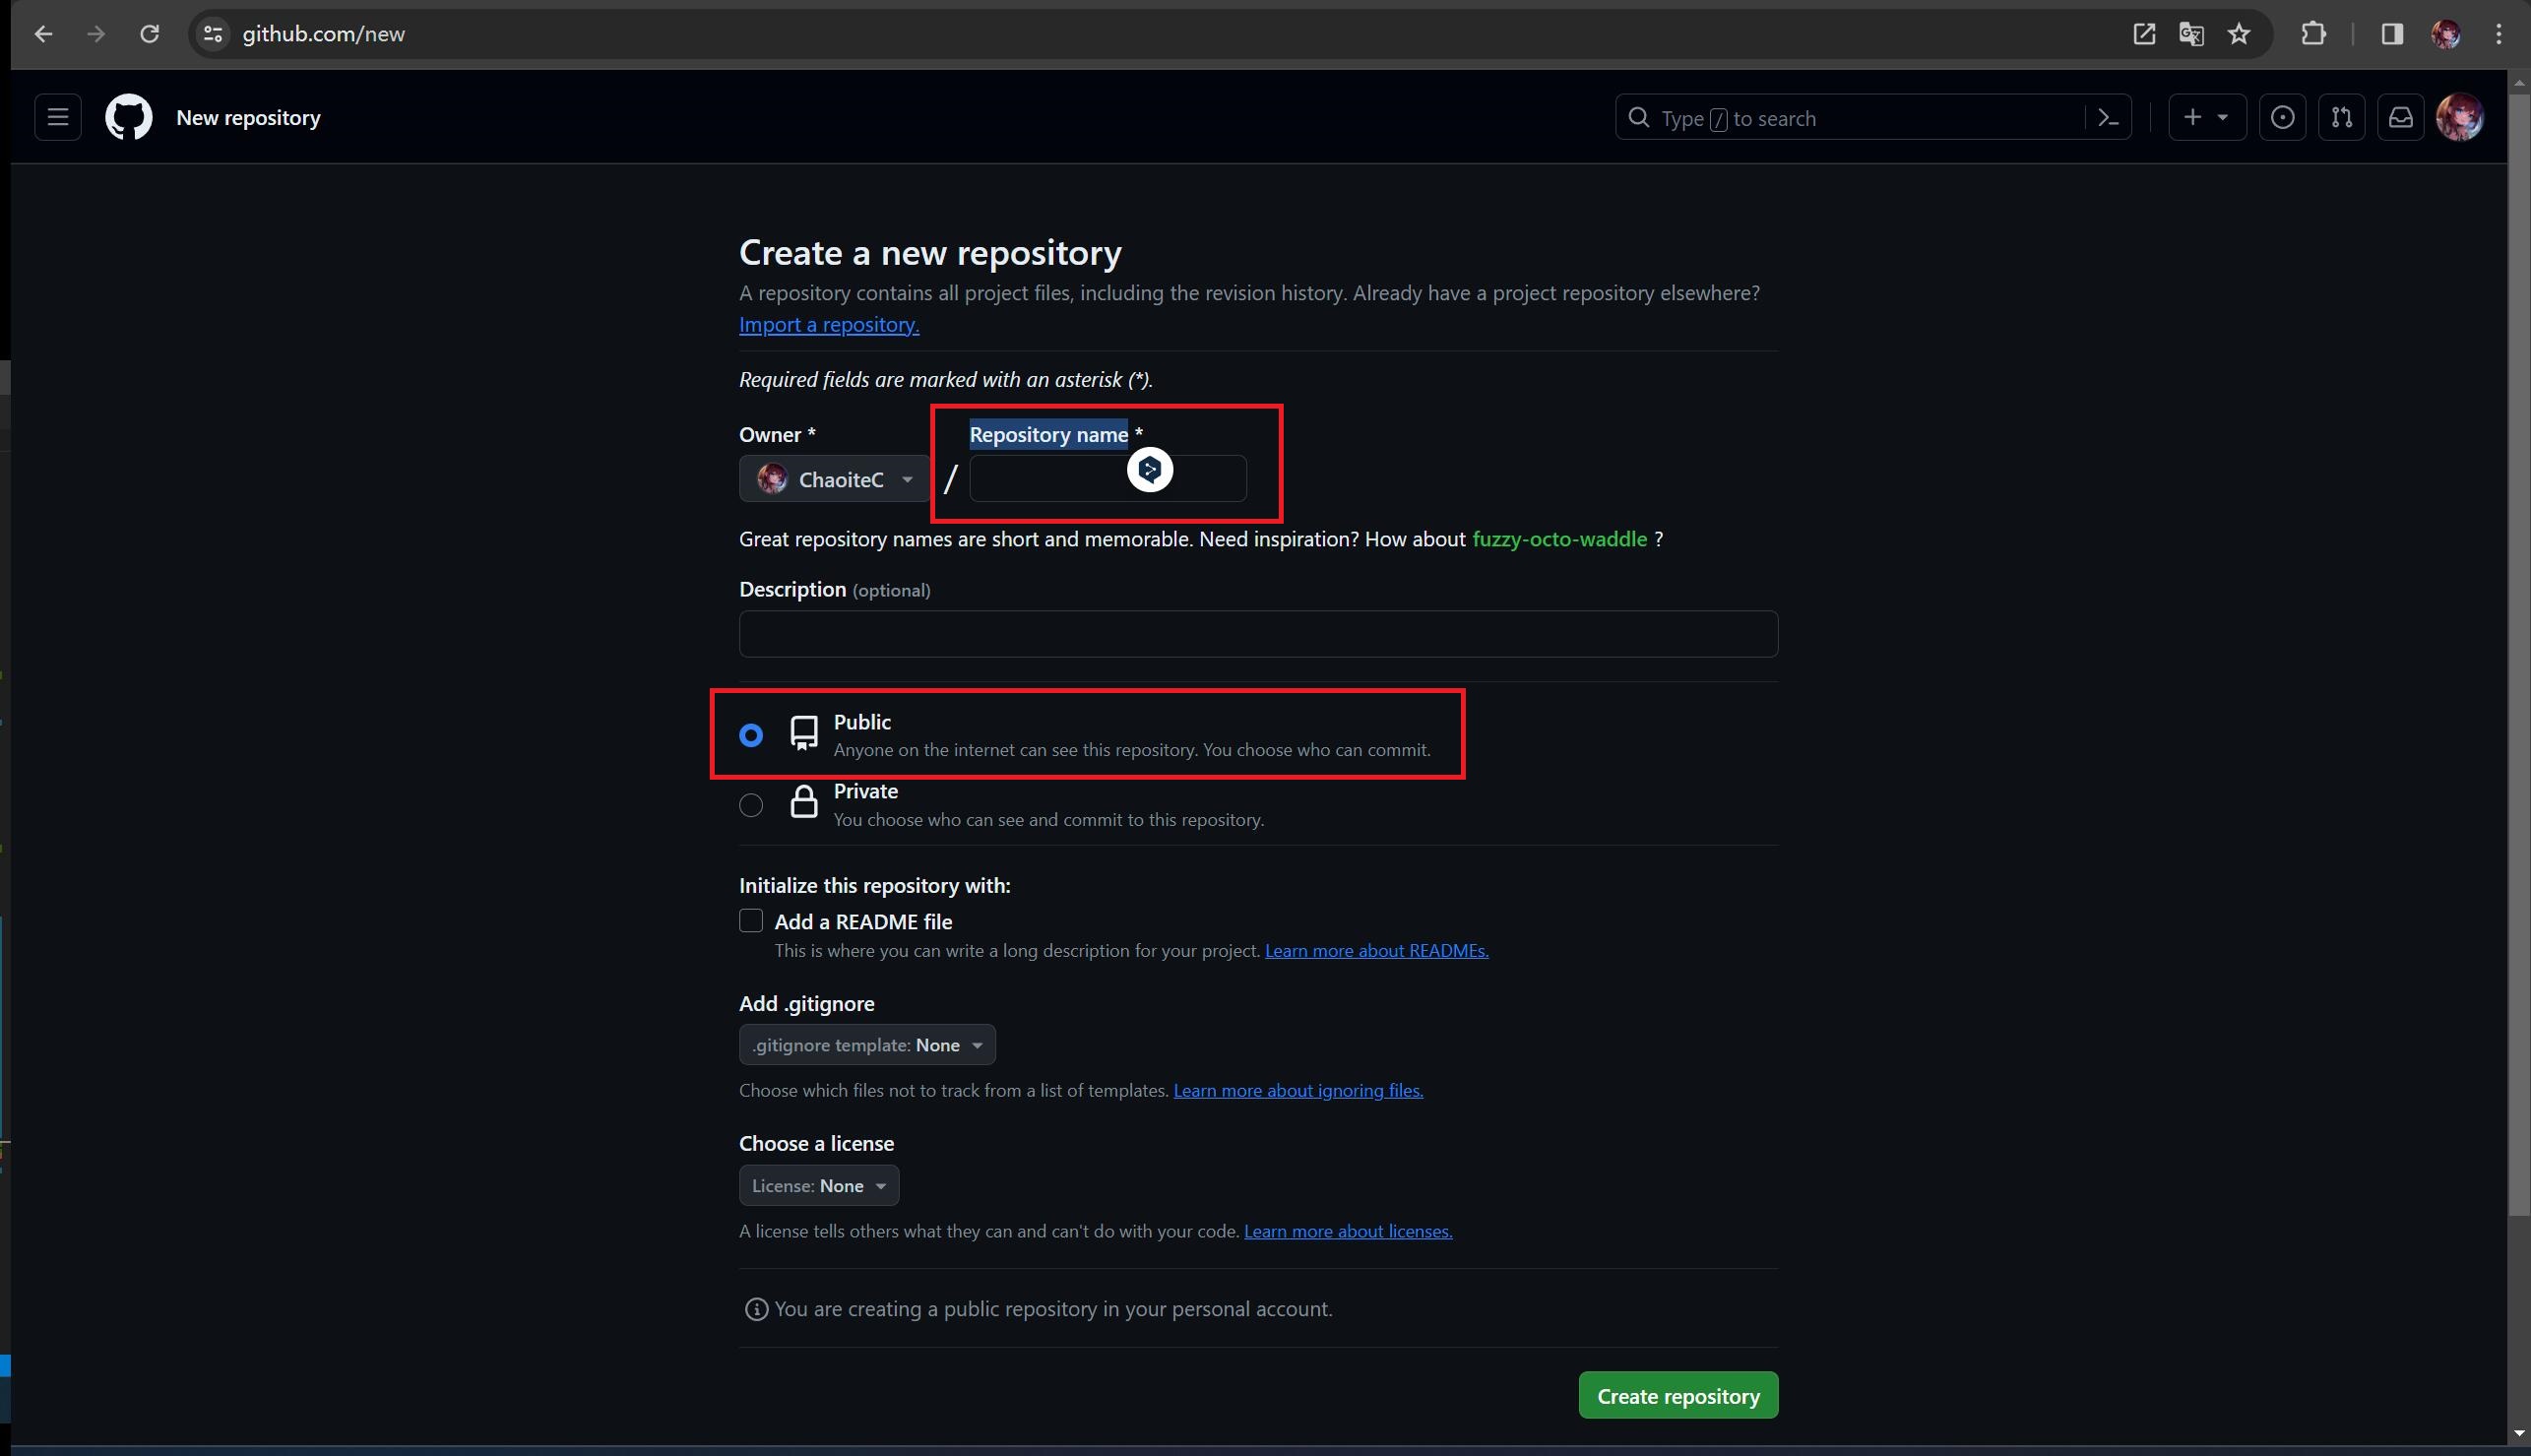 github.com/new
New repository
Type / to search
Create a new repository
A repository contains all project files, including the revision history. Already have a project repository elsewhere?
Import a repository.
Required fields are marked with an asterisk (*).
Owner * Repository name *
ChaoiteC /
Great repository names are short and memorable. Need inspiration? How about fuzzy-octo-waddle ?
Description (optional)
Public
Anyone on the internet can see this repository. You choose who can commit.
Private
You choose who can see and commit to this repository.
Initialize this repository with:
Add a README file
This is where you can write a long description for your project. Learn more about READMEs.
Add .gitignore
.gitignore template: None
Choose which files not to track from a list of templates. Learn more about ignoring files.
Choose a license
License: None
A license tells others what they can and can't do with your code. Learn more about licenses.
You are creating a public repository in your personal account.
Create repository